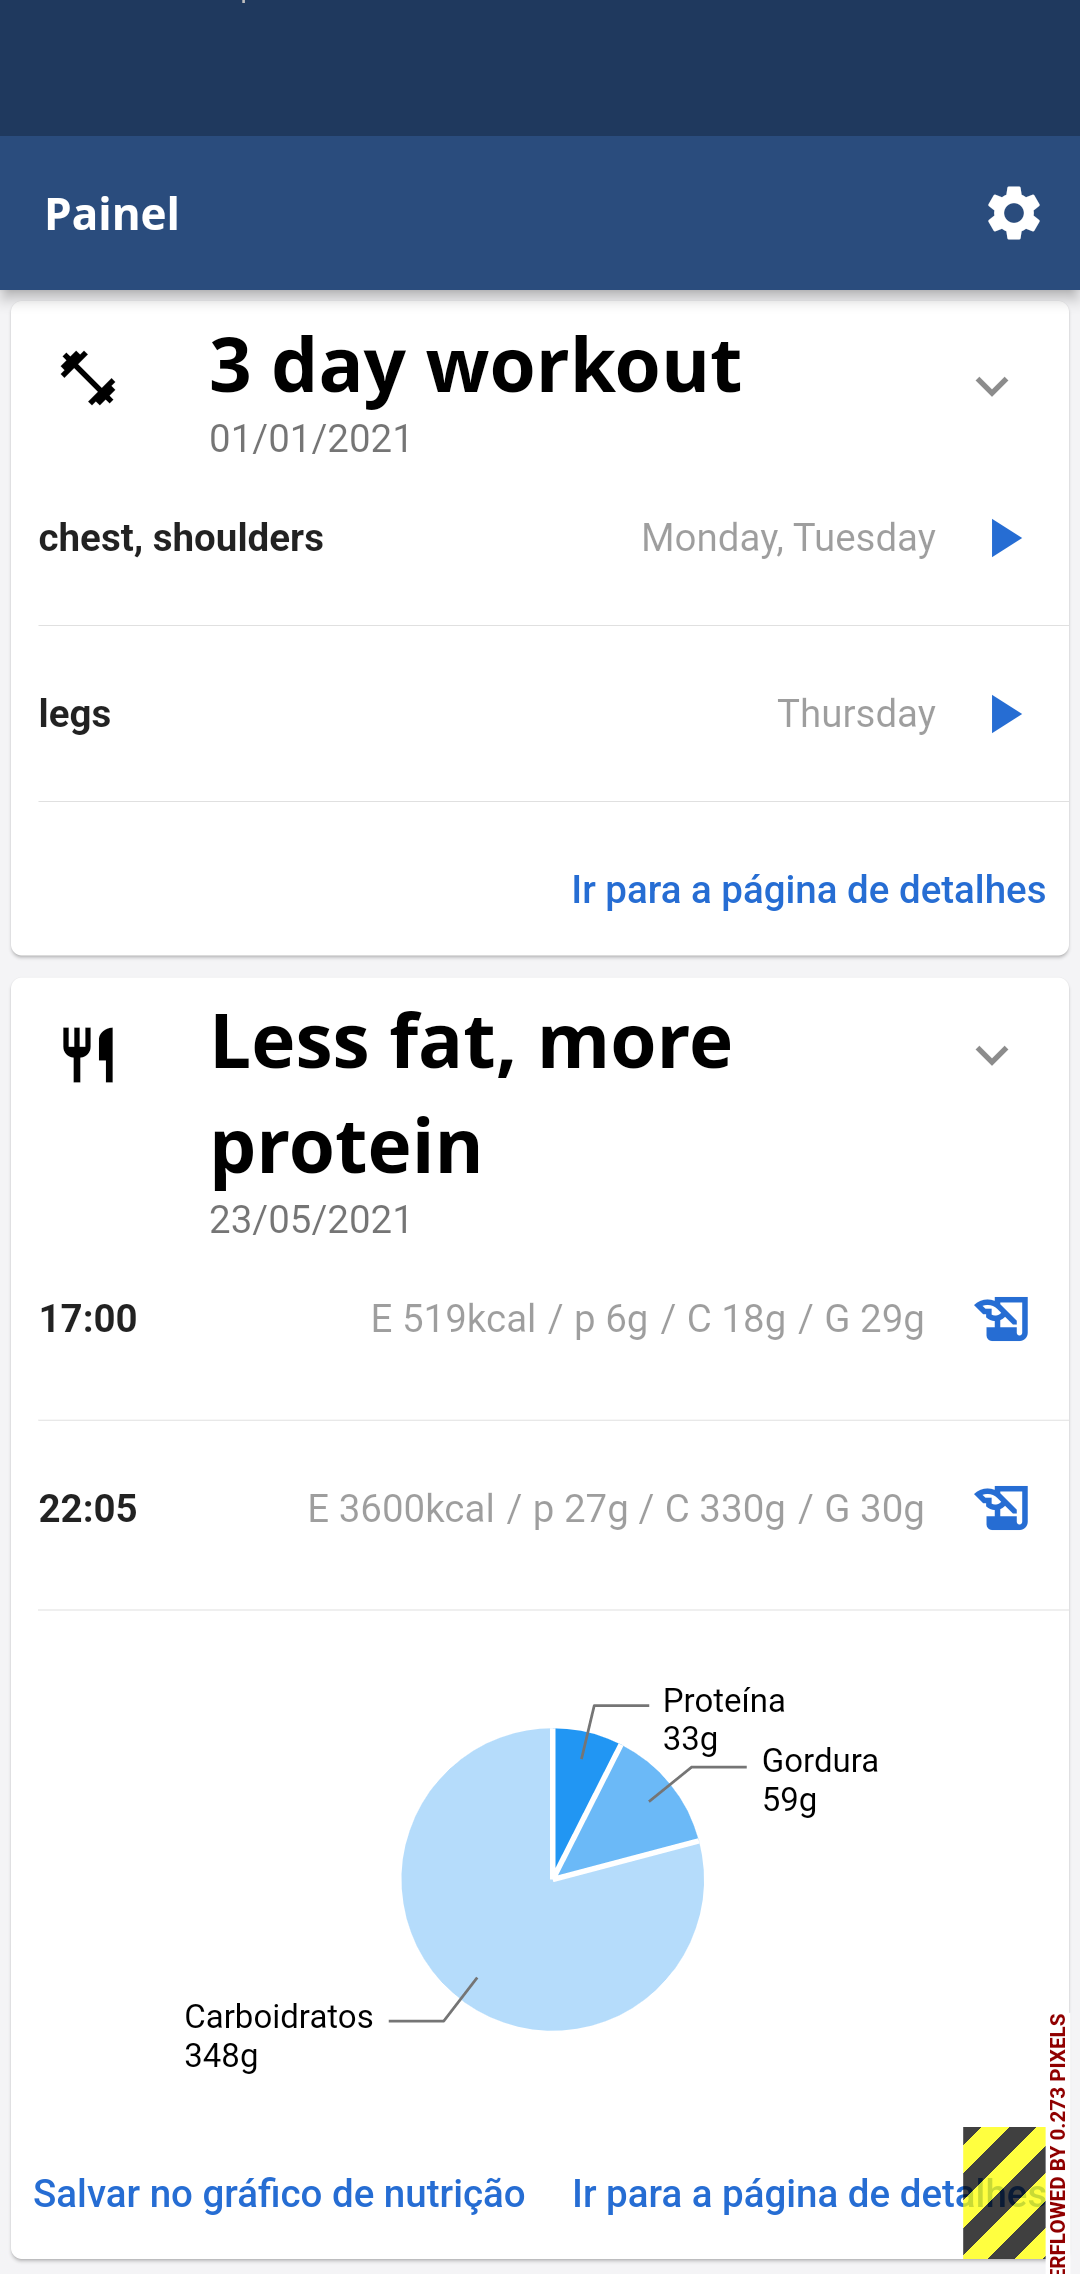 Painel
3 day workout
01/01/2021
chest, shoulders Monday, Tuesday
legs Thursday
Ir para a página de detalhes
Less fat, more
protein
23/05/2021
17:00 E 519kcal / p 6g / C 18g / G 29g
22:05 E 3600kcal / p 27g / C 330g / G 30g
Proteína
33g
Gordura
59g
Carboidratos
348g
Salvar no gráfico de nutrição Ir para a página de detalhes
ERFLOWED BY 0.273 PIXELS